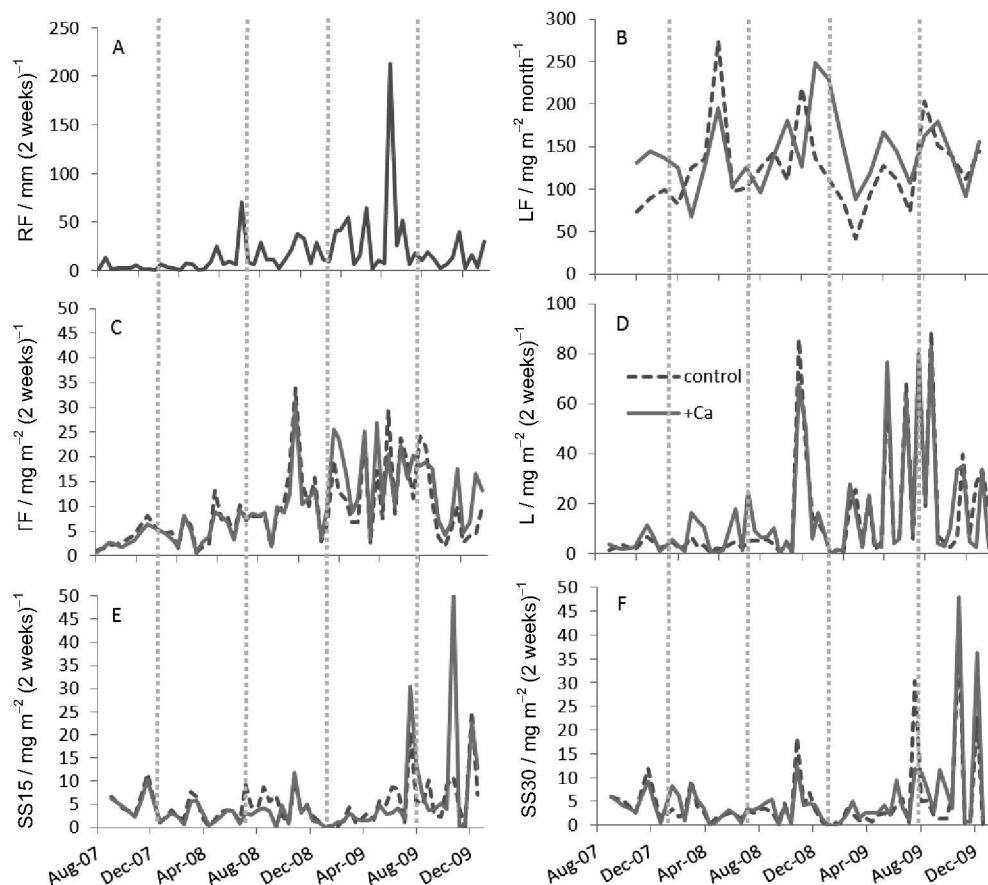 A
RF / mm (2 weeks)⁻¹
250
200
150
100
50
0
B
LF / mg m⁻² month⁻¹
300
250
200
150
100
50
0
C
TF / mg m⁻² (2 weeks)⁻¹
50
45
40
35
30
25
20
15
10
5
0
D
L / mg m⁻² (2 weeks)⁻¹
100
80
60
40
20
0
control
+Ca
E
SS15 / mg m⁻² (2 weeks)⁻¹
50
45
40
35
30
25
20
15
10
5
0
Aug-07
Dec-07
Apr-08
Aug-08
Dec-08
Apr-09
Aug-09
Dec-09
F
SS30 / mg m⁻² (2 weeks)⁻¹
50
45
40
35
30
25
20
15
10
5
0
Aug-07
Dec-07
Apr-08
Aug-08
Dec-08
Apr-09
Aug-09
Dec-09